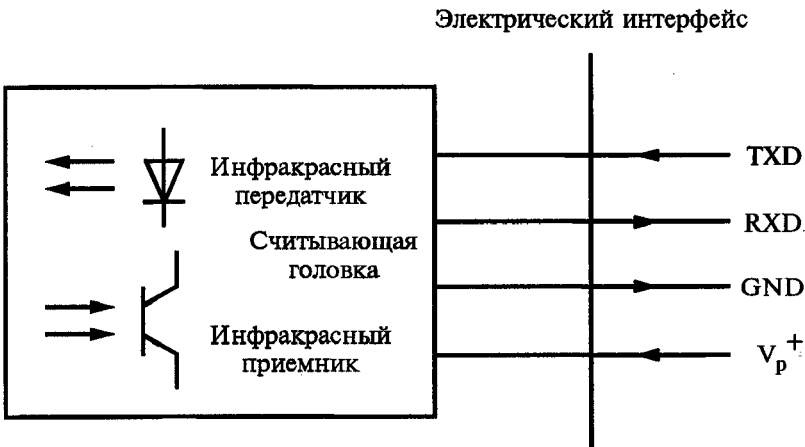 Электрический интерфейс
Инфракрасный
передатчик
Считывающая
головка
Инфракрасный
приемник
TXD
RXD
GND
Vp+